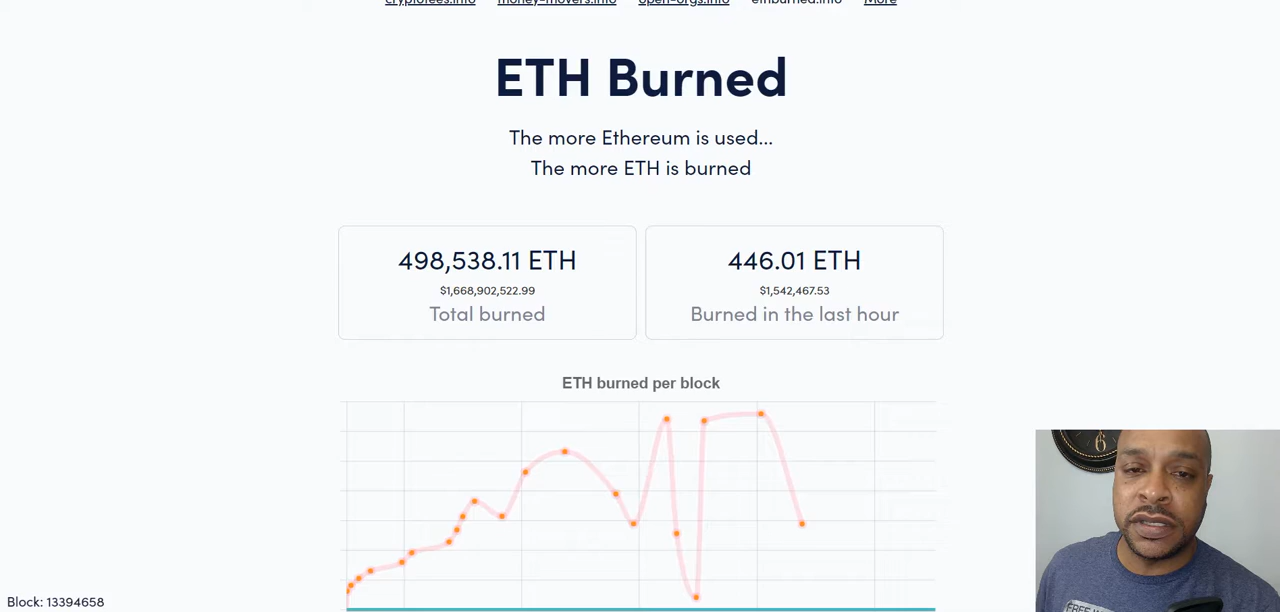 cryptofees.info money-movers.info open-orgs.info ethburned.info More
ETH Burned
The more Ethereum is used...
The more ETH is burned
498,538.11 ETH
$1,668,902,522.99
Total burned
446.01 ETH
$1,542,467.53
Burned in the last hour
ETH burned per block
6
Block: 13394658